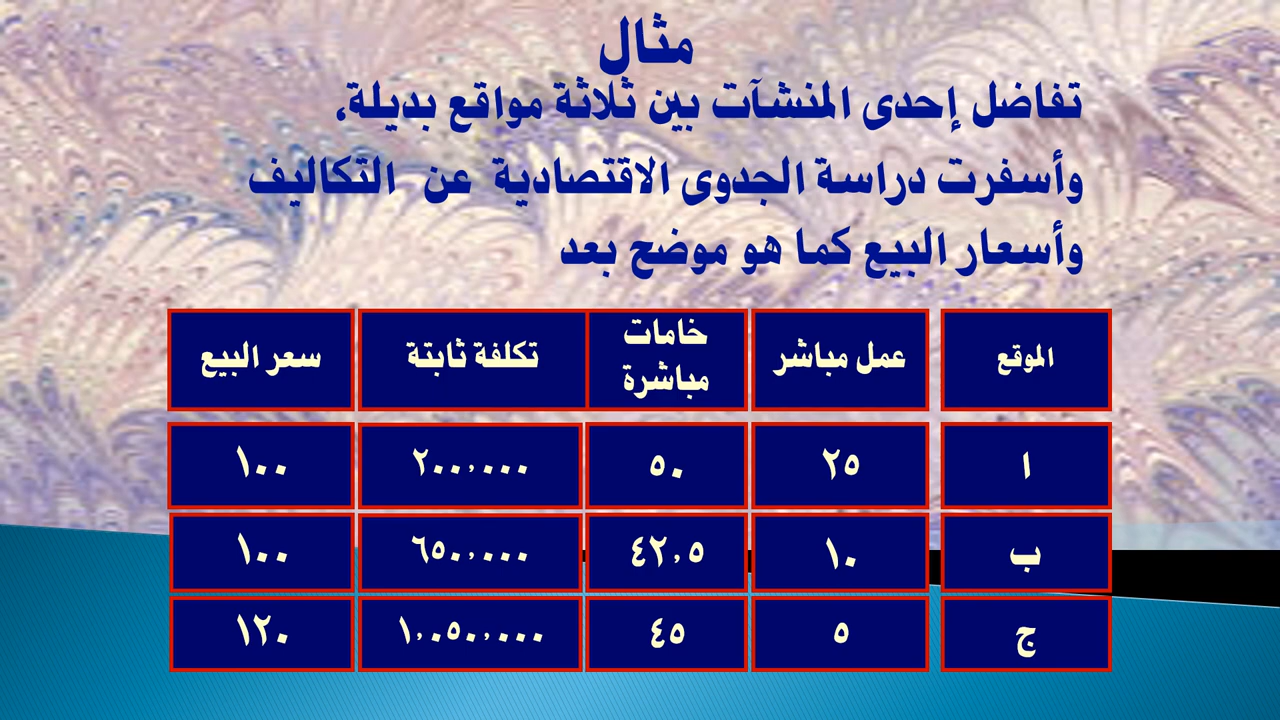 مثال
تفاضل إحدى المنشآت بين ثلاثة مواقع بديلة،
وأسفرت دراسة الجدوى الاقتصادية عن التكاليف
وأسعار البيع كما هو موضح بعد
الموقع عمل مباشر خامات مباشرة تكلفة ثابتة سعر البيع
ا ٢٥ ٥٠ ٢٠٠,٠٠٠ ١٠٠
ب ١٠ ٤٢,٥ ٦٥٠,٠٠٠ ١٠٠
ج ٥ ٤٥ ١,٠٥٠,٠٠٠ ١٢٠